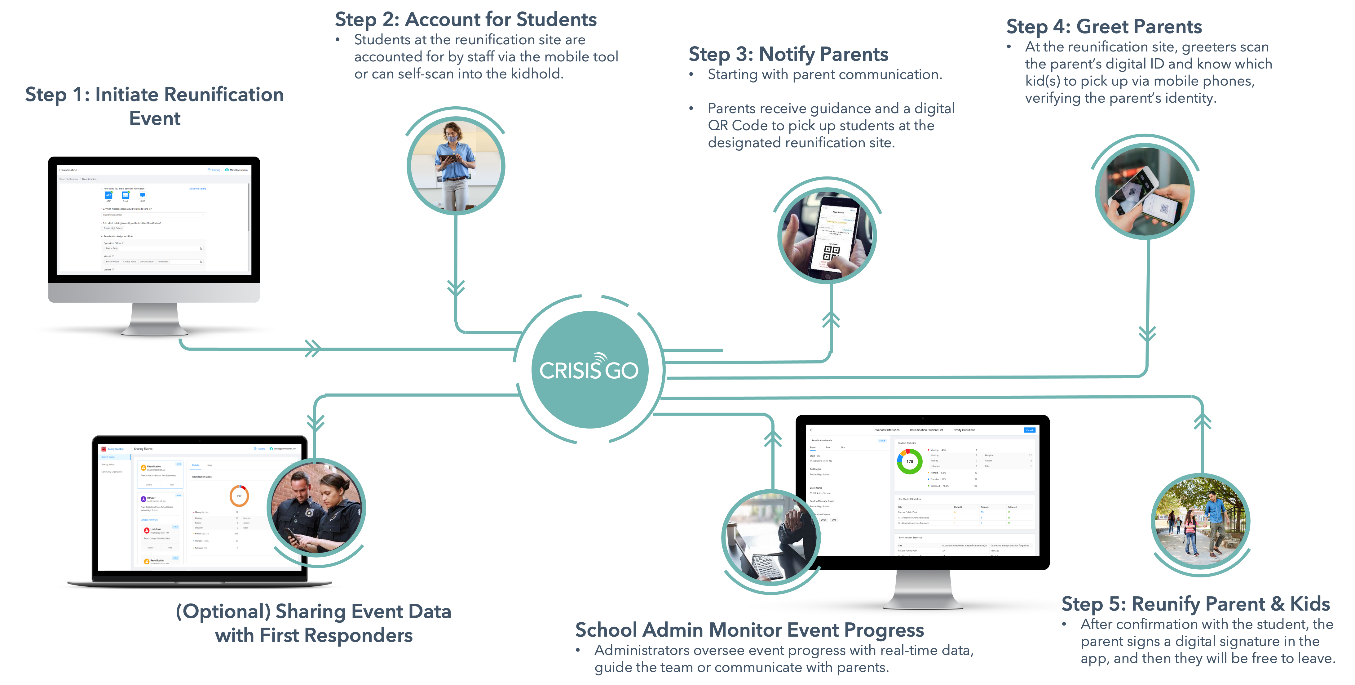 Step 1: Initiate Reunification
Event
Step 2: Account for Students
• Students at the reunification site are
accounted for by staff via the mobile tool
or can self-scan into the kidhold.
Step 3: Notify Parents
• Starting with parent communication.
• Parents receive guidance and a digital
QR Code to pick up students at the
designated reunification site.
Step 4: Greet Parents
• At the reunification site, greeters scan
the parent's digital ID and know which
kid(s) to pick up via mobile phones,
verifying the parent's identity.
CRISIS GO
(Optional) Sharing Event Data
with First Responders
School Admin Monitor Event Progress
• Administrators oversee event progress with real-time data,
guide the team or communicate with parents.
Step 5: Reunify Parent & Kids
• After confirmation with the student, the
parent signs a digital signature in the
app, and then they will be free to leave.